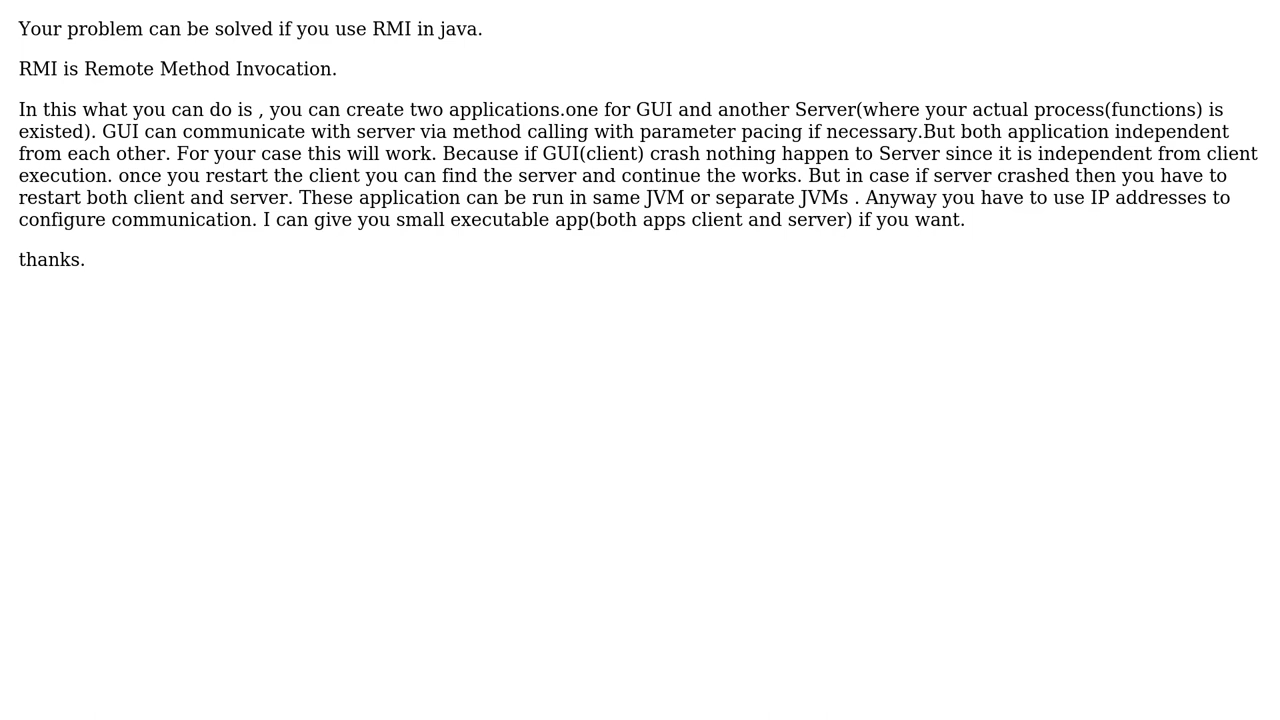 Your problem can be solved if you use RMI in java.
RMI is Remote Method Invocation.
In this what you can do is , you can create two applications.one for GUI and another Server(where your actual process(functions) is
existed). GUI can communicate with server via method calling with parameter pacing if necessary.But both application independent
from each other. For your case this will work. Because if GUI(client) crash nothing happen to Server since it is independent from client
execution. once you restart the client you can find the server and continue the works. But in case if server crashed then you have to
restart both client and server. These application can be run in same JVM or separate JVMs . Anyway you have to use IP addresses to
configure communication. I can give you small executable app(both apps client and server) if you want.
thanks.